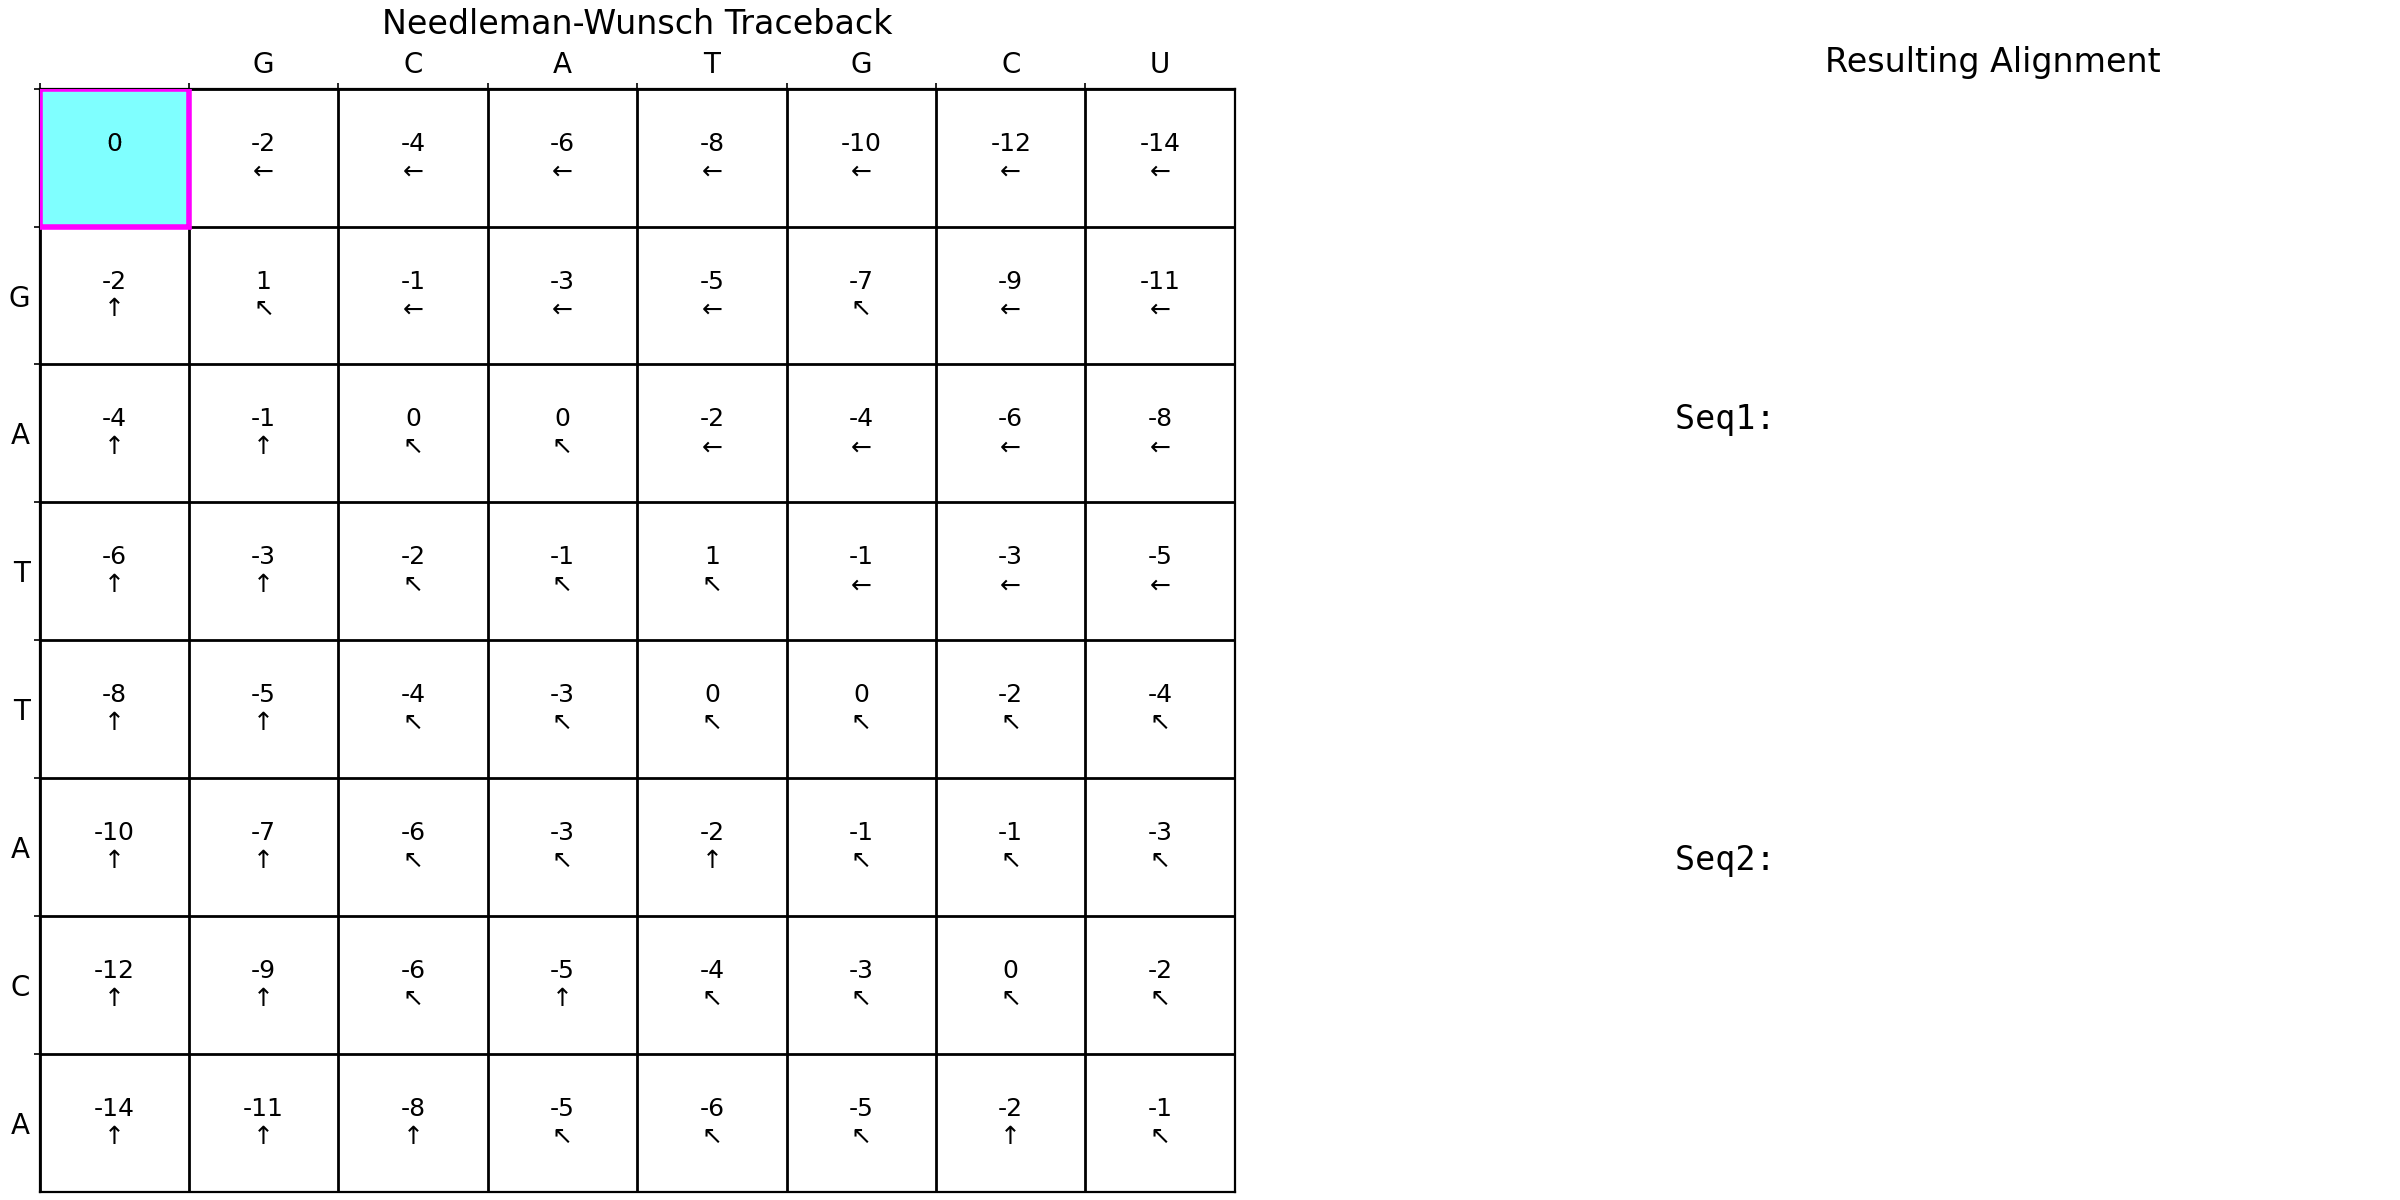 Needleman-Wunsch Traceback
Resulting Alignment
G C A T G C U
0 -2 -4 -6 -8 -10 -12 -14
← ← ← ← ← ← ←
G -2 1 -1 -3 -5 -7 -9 -11
↑ ↖ ← ← ← ↖ ← ←
A -4 -1 0 0 -2 -4 -6 -8
↑ ↑ ↖ ↖ ← ← ← ←
T -6 -3 -2 -1 1 -1 -3 -5
↑ ↑ ↖ ↖ ↖ ← ← ←
T -8 -5 -4 -3 0 0 -2 -4
↑ ↑ ↖ ↖ ↖ ↖ ↖ ↖
A -10 -7 -6 -3 -2 -1 -1 -3
↑ ↑ ↖ ↖ ↑ ↖ ↖ ↖
C -12 -9 -6 -5 -4 -3 0 -2
↑ ↑ ↖ ↑ ↖ ↖ ↖ ↖
A -14 -11 -8 -5 -6 -5 -2 -1
↑ ↑ ↑ ↖ ↖ ↖ ↑ ↖
Seq1:
Seq2: